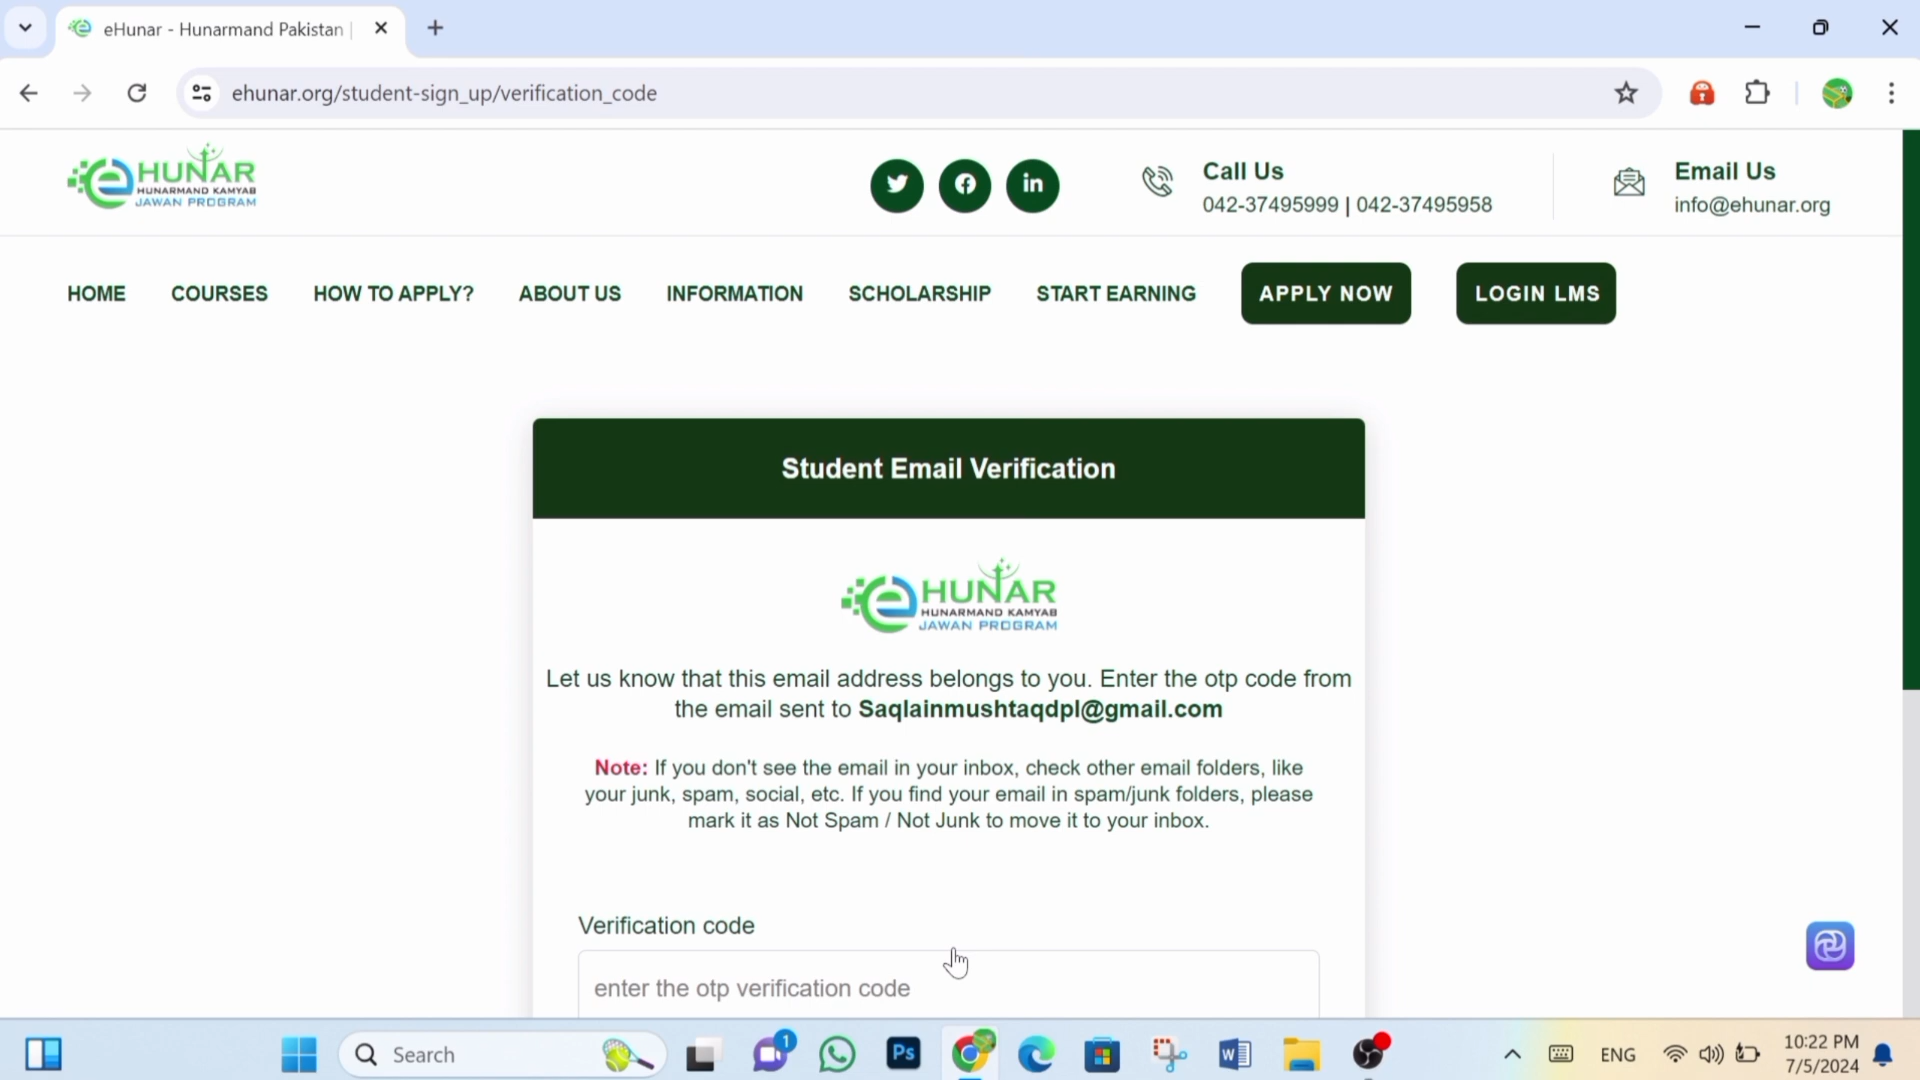 eHunar - Hunarmand Pakistan |
ehunar.org/student-sign_up/verification_code
eHUNAR
HUNARMAND KAMYAB
JAWAN PROGRAM
Call Us
042-37495999 | 042-37495958
Email Us
info@ehunar.org
HOME COURSES HOW TO APPLY? ABOUT US INFORMATION SCHOLARSHIP START EARNING APPLY NOW LOGIN LMS
Student Email Verification
eHUNAR
HUNARMAND KAMYAB
JAWAN PROGRAM
Let us know that this email address belongs to you. Enter the otp code from
the email sent to Saqlainmushtaqdpl@gmail.com
Note: If you don't see the email in your inbox, check other email folders, like
your junk, spam, social, etc. If you find your email in spam/junk folders, please
mark it as Not Spam / Not Junk to move it to your inbox.
Verification code
enter the otp verification code
Search
1
Ps
W
ENG
10:22 PM
7/5/2024